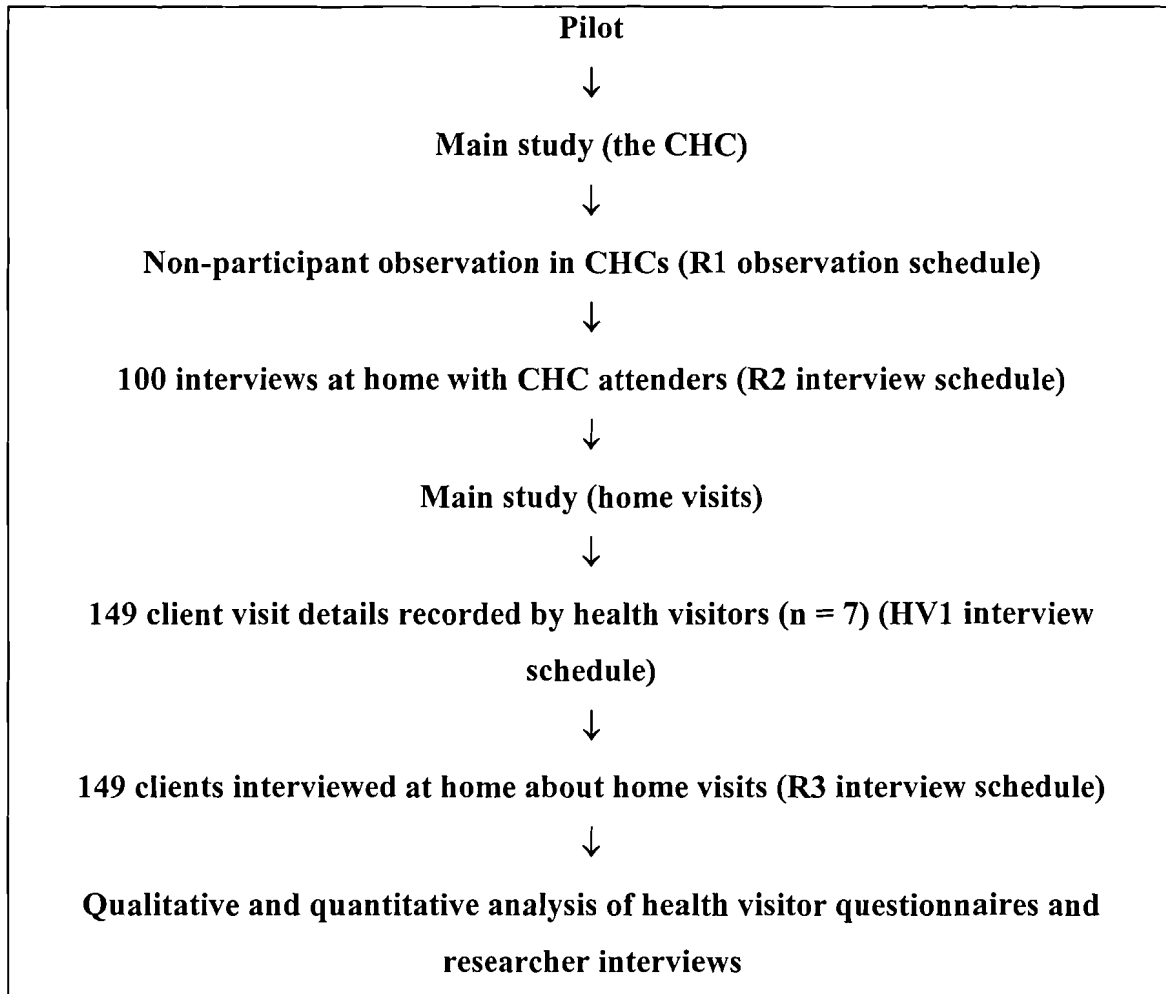 Pilot
↓
Main study (the CHC)
↓
Non-participant observation in CHCs (R1 observation schedule)
↓
100 interviews at home with CHC attenders (R2 interview schedule)
↓
Main study (home visits)
↓
149 client visit details recorded by health visitors (n = 7) (HV1 interview
schedule)
↓
149 clients interviewed at home about home visits (R3 interview schedule)
↓
Qualitative and quantitative analysis of health visitor questionnaires and
researcher interviews